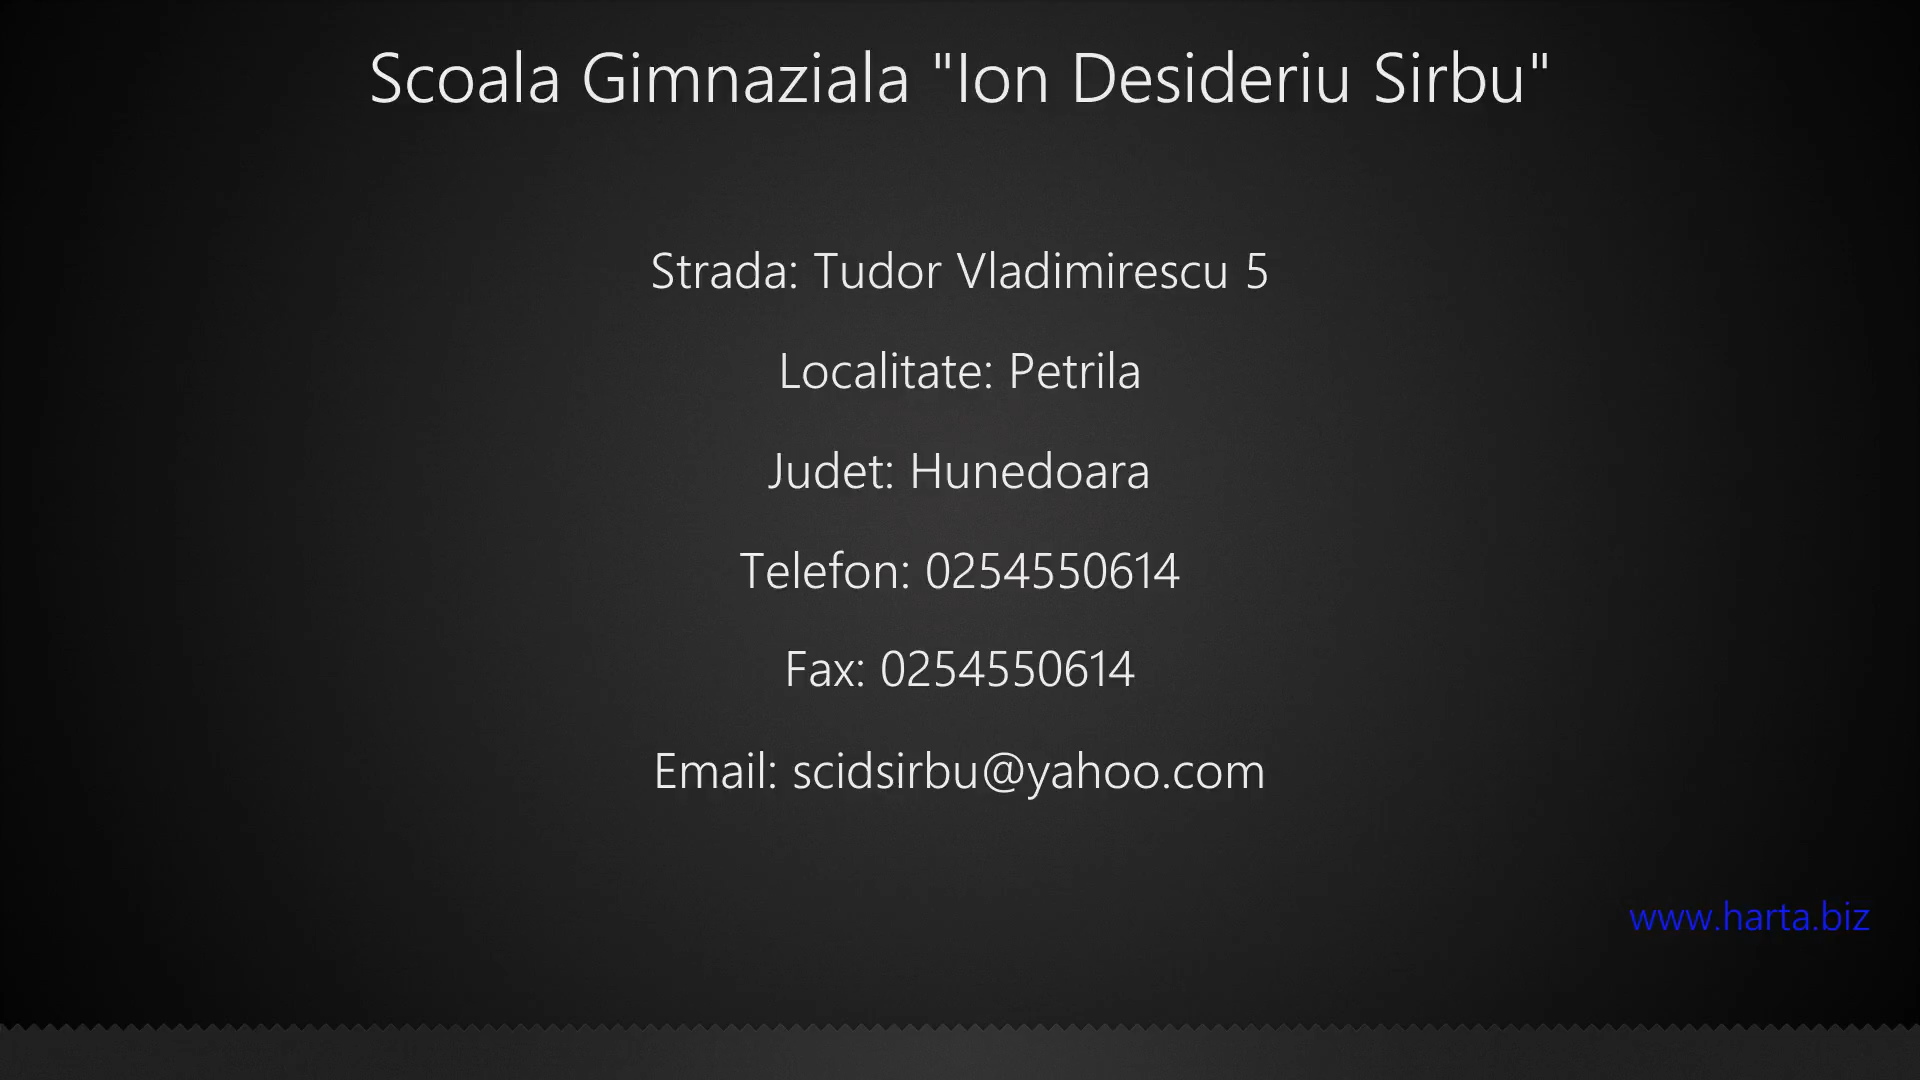 Scoala Gimnaziala "Ion Desideriu Sirbu"
Strada: Tudor Vladimirescu 5
Localitate: Petrila
Judet: Hunedoara
Telefon: 0254550614
Fax: 0254550614
Email: scidsirbu@yahoo.com
www.harta.biz